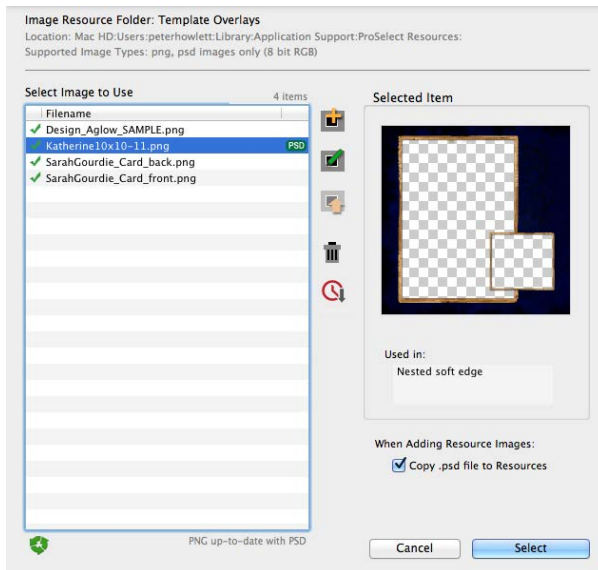 Image Resource Folder: Template Overlays
Location: Mac HD:Users:peterhowlett:Library:Application Support:ProSelect Resources:
Supported Image Types: png, psd images only (8 bit RGB)
Select Image to Use
4 items
Filename
Design_Aglow_SAMPLE.png
Katherine10x10-11.png PSD
SarahGourdie_Card_back.png
SarahGourdie_Card_front.png
PNG up-to-date with PSD
Selected Item
Used in:
Nested soft edge
When Adding Resource Images:
Copy .psd file to Resources
Cancel
Select